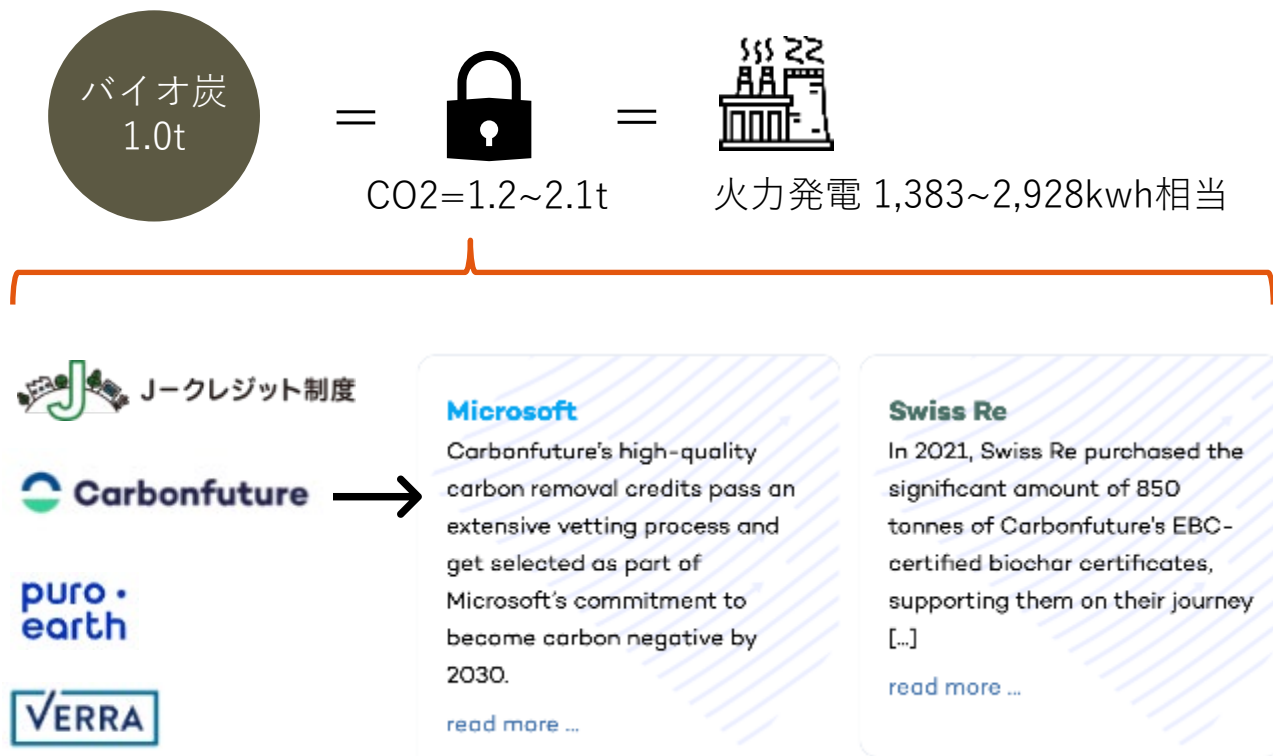 バイオ炭
1.0t
=
=
CO2=1.2~2.1t
火力発電 1,383~2,928kwh相当
Jークレジット制度
Carbonfuture
puro・
earth
VERRA
Microsoft
Carbonfuture's high-quality
carbon removal credits pass an
extensive vetting process and
get selected as part of
Microsoft's commitment to
become carbon negative by
2030.
read more ...
Swiss Re
In 2021, Swiss Re purchased the
significant amount of 850
tonnes of Carbonfuture's EBC-
certified biochar certificates,
supporting them on their journey
[...]
read more ...